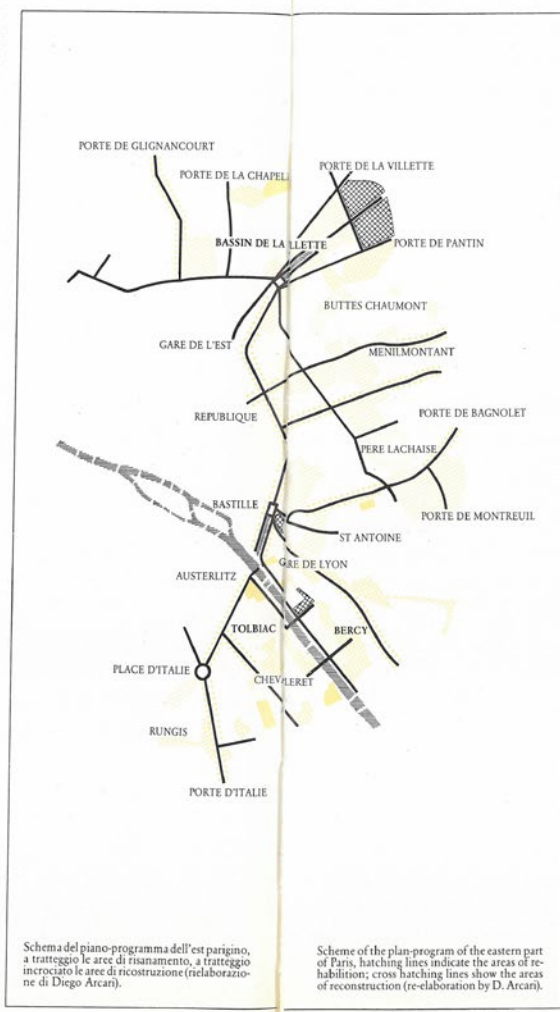 PORTE DE GLIGNANCOURT
PORTE DE LA CHAPEL
PORTE DE LA VILLETTE
BASSIN DE LA LLETTE
PORTE DE PANTIN
BUTTES CHAUMONT
GARE DE L'EST
MENILMONTANT
REPUBLIQUE
PORTE DE BAGNOLET
PERE LACHAISE
BASTILLE
PORTE DE MONTREUIL
ST ANTOINE
GRE DE LYON
AUSTERLITZ
TOLBIAC
BERCY
PLACE D'ITALIE
CHEVLERET
RUNGIS
PORTE D'ITALIE
Schema del piano-programma dell'est parigino,
a tratteggio le aree di risanamento, a tratteggio
incrociato le aree di ricostruzione (rielaborazio-
ne di Diego Arcari).
Scheme of the plan-program of the eastern part
of Paris, hatching lines indicate the areas of re-
habilition; cross hatching lines show the areas
of reconstruction (re-elaboration by D. Arcari).